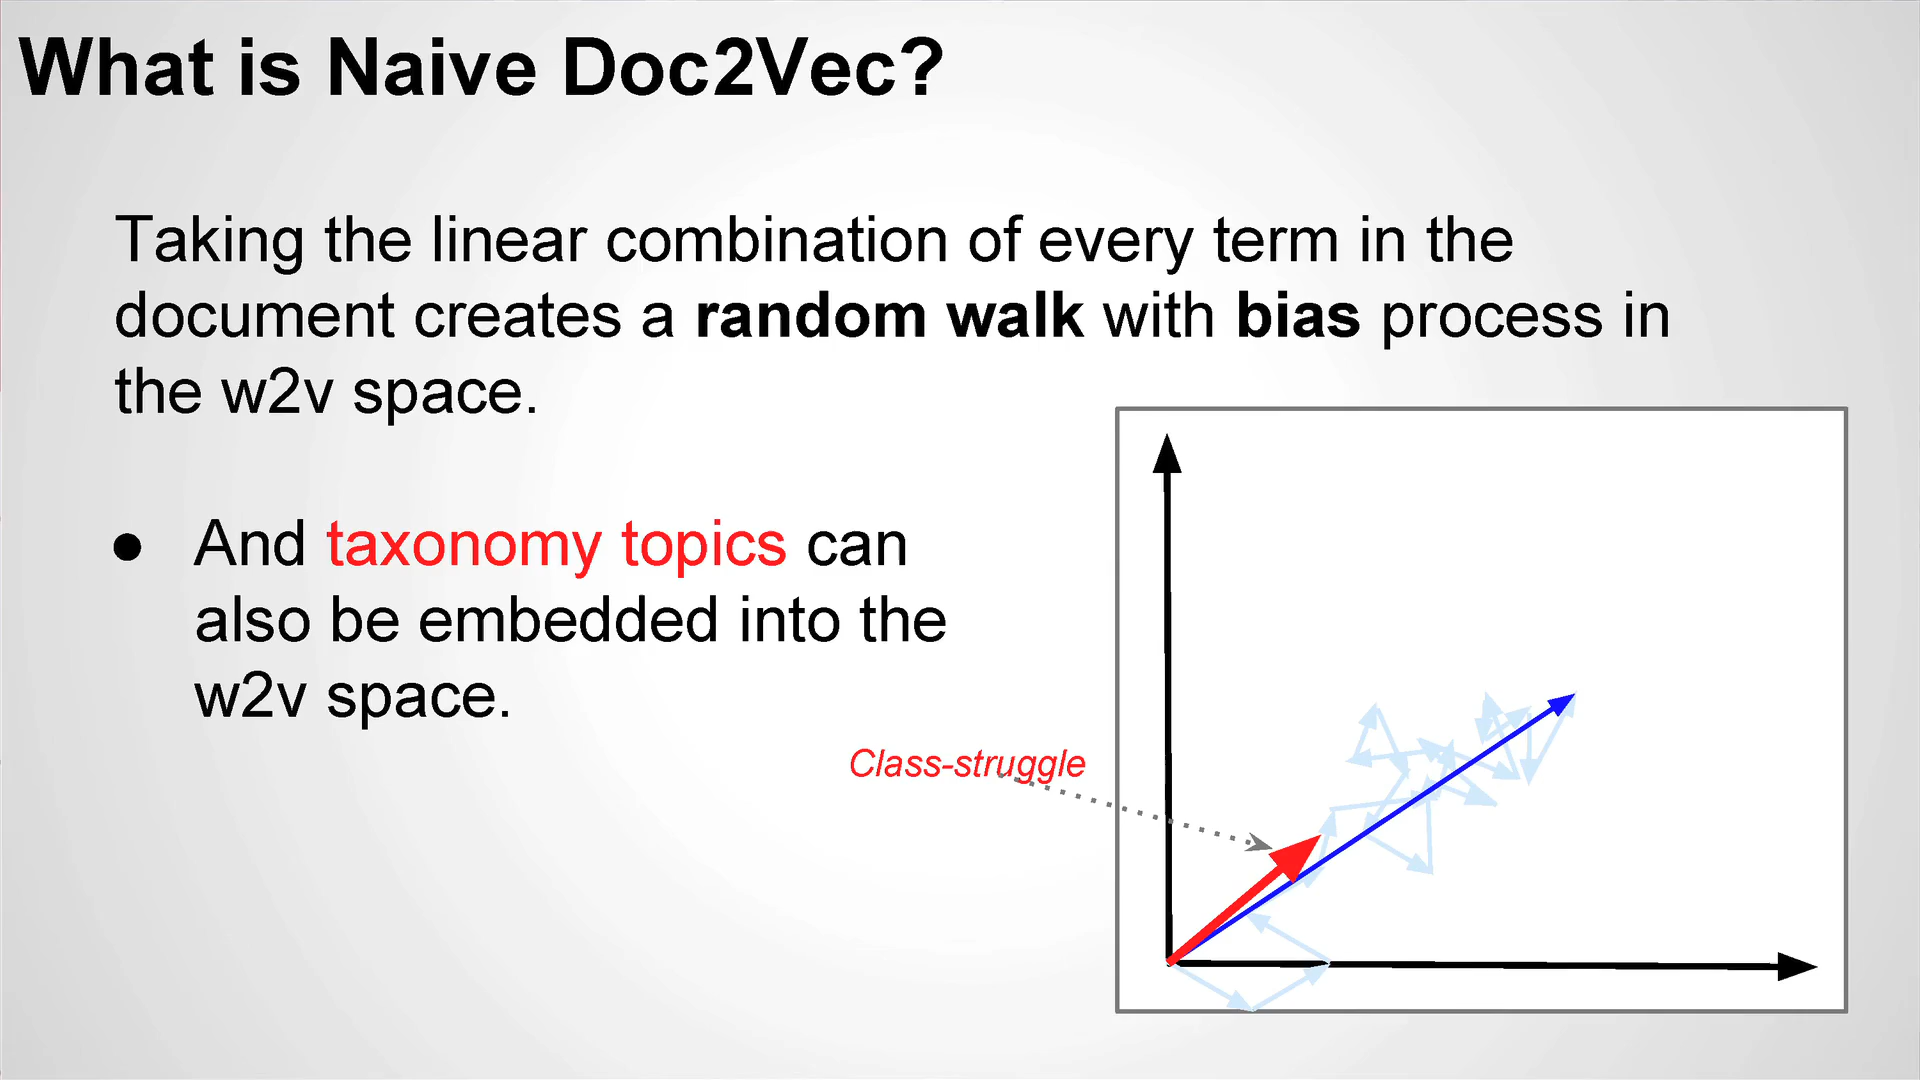 What is Naive Doc2Vec?
Taking the linear combination of every term in the
document creates a random walk with bias process in
the w2v space.
● And taxonomy topics can
also be embedded into the
w2v space.
Class-struggle